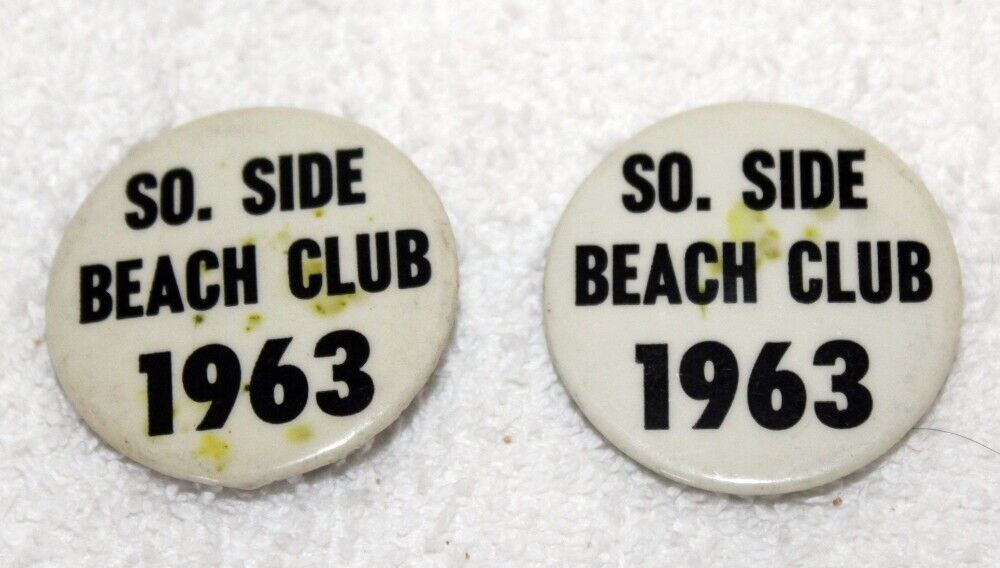 SO. SIDE
BEACH CLUB
1963
SO. SIDE
BEACH CLUB
1963